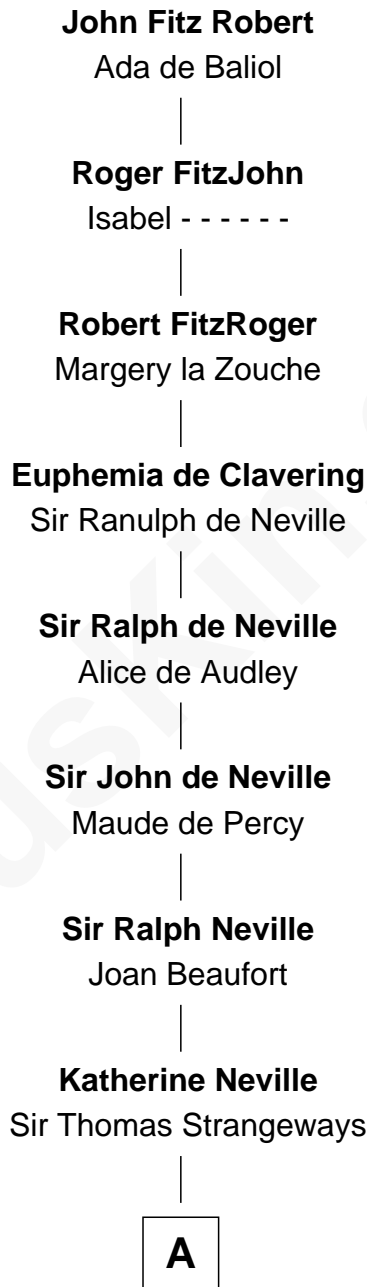 John Fitz Robert
Ada de Baliol
Roger FitzJohn
Isabel - - - - - -
Robert FitzRoger
Margery la Zouche
Euphemia de Clavering
Sir Ranulph de Neville
Sir Ralph de Neville
Alice de Audley
Sir John de Neville
Maude de Percy
Sir Ralph Neville
Joan Beaufort
Katherine Neville
Sir Thomas Strangeways
A